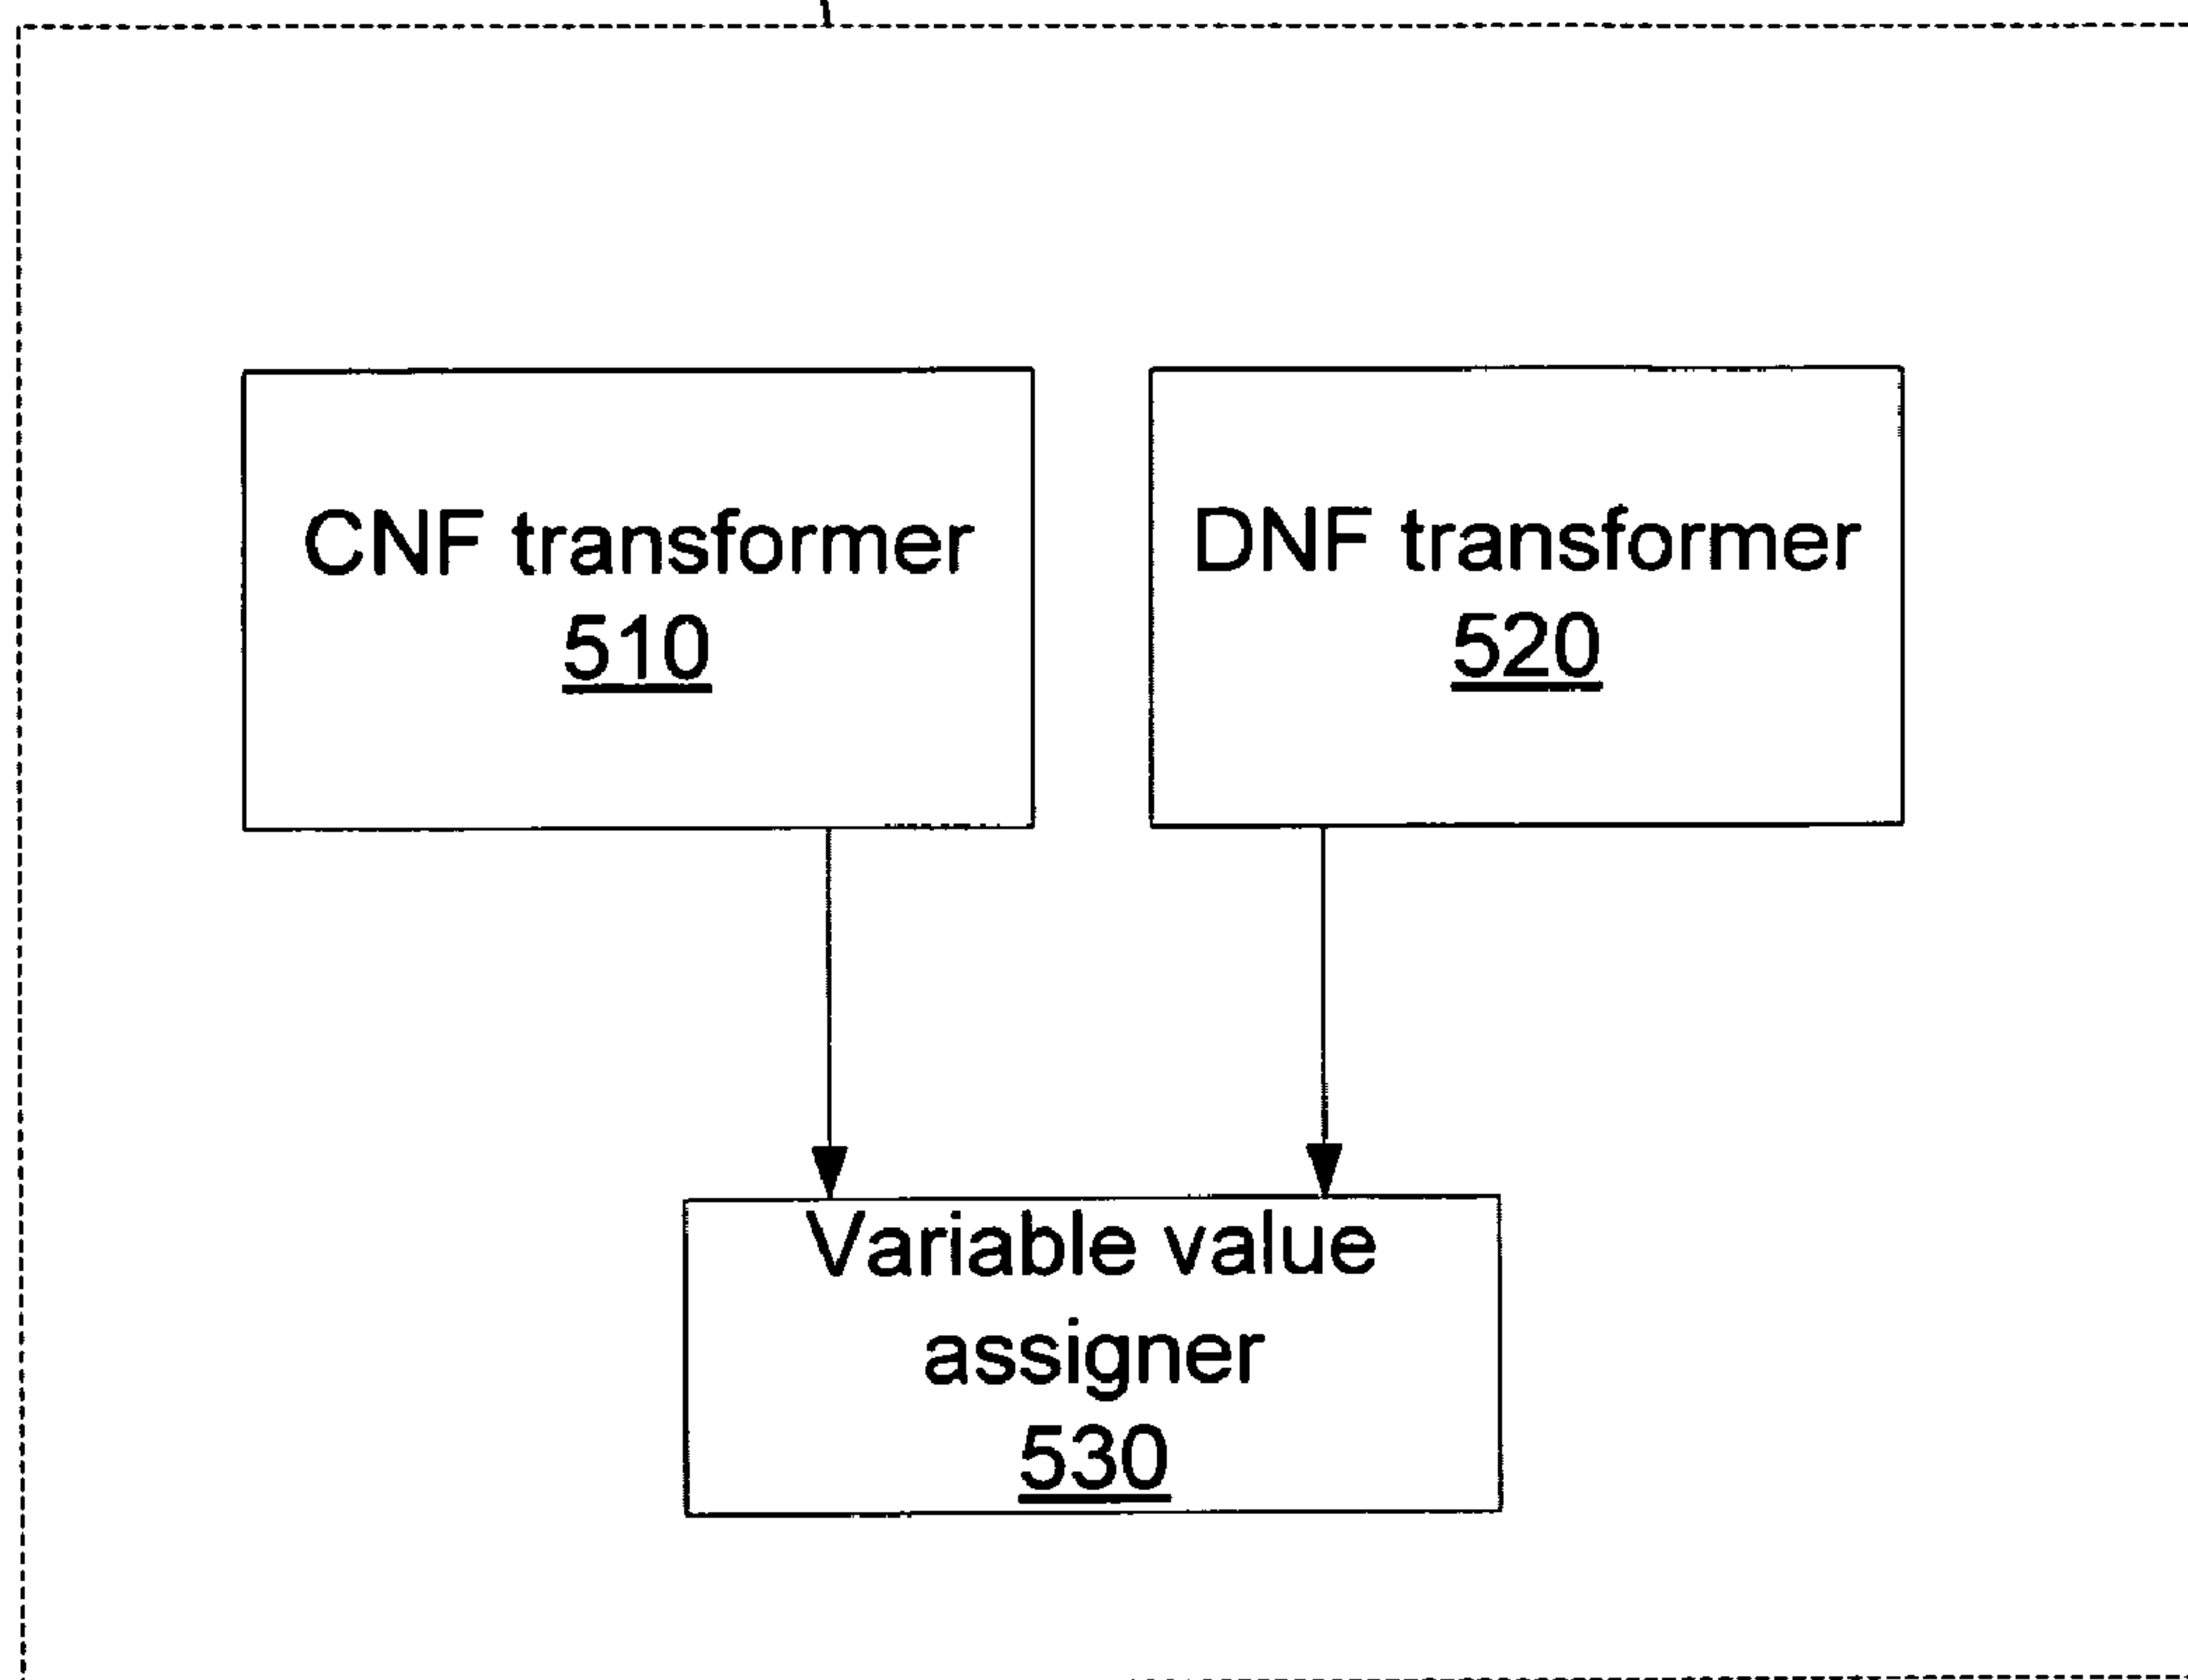 CNF transformer
510
DNF transformer
520
Variable value
assigner
530